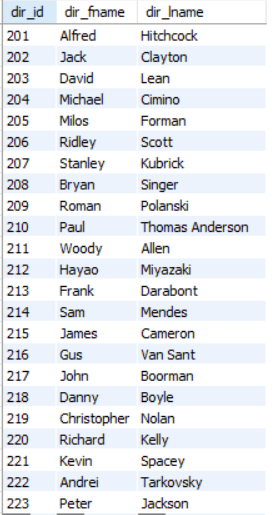 dir_id dir_fname dir_lname
201 Alfred Hitchcock
202 Jack Clayton
203 David Lean
204 Michael Cimino
205 Milos Forman
206 Ridley Scott
207 Stanley Kubrick
208 Bryan Singer
209 Roman Polanski
210 Paul Thomas Anderson
211 Woody Allen
212 Hayao Miyazaki
213 Frank Darabont
214 Sam Mendes
215 James Cameron
216 Gus Van Sant
217 John Boorman
218 Danny Boyle
219 Christopher Nolan
220 Richard Kelly
221 Kevin Spacey
222 Andrei Tarkovsky
223 Peter Jackson